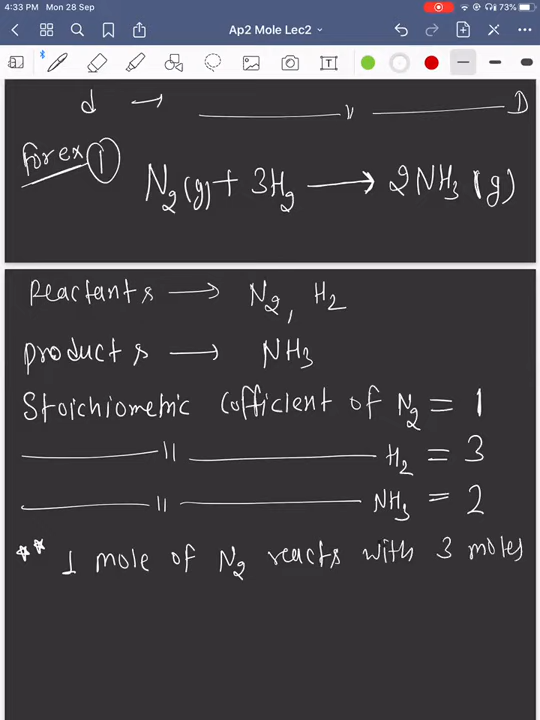 4:33 PM Mon 28 Sep 73%
Ap2 Mole Lec2
d → ——— " ——— D
For ex ① N2(g) + 3H2 → 2NH3 (g)
Reactants → N2, H2
products → NH3
Stoichiometric cofficient of N2 = 1
——— " ——— H2 = 3
——— " ——— NH3 = 2
** 1 mole of N2 reacts with 3 moles